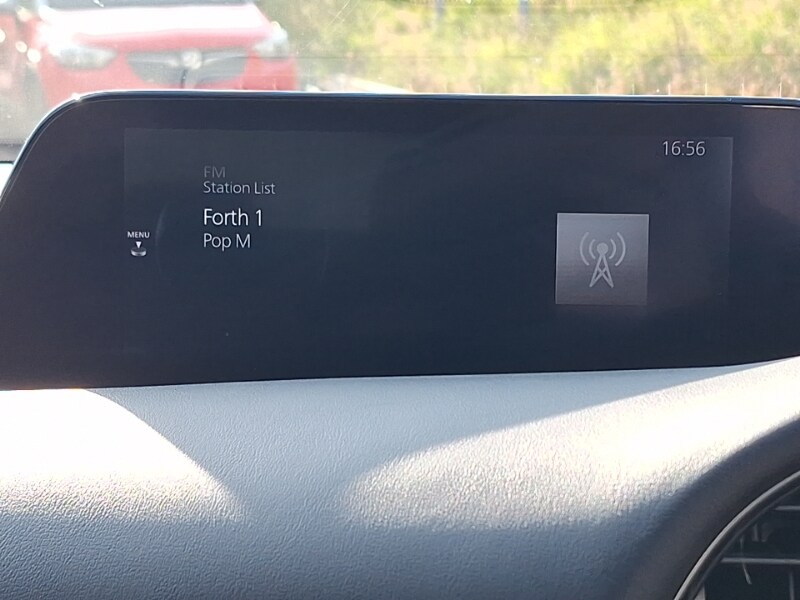 16:56
FM
Station List
Forth 1
Pop M
MENU